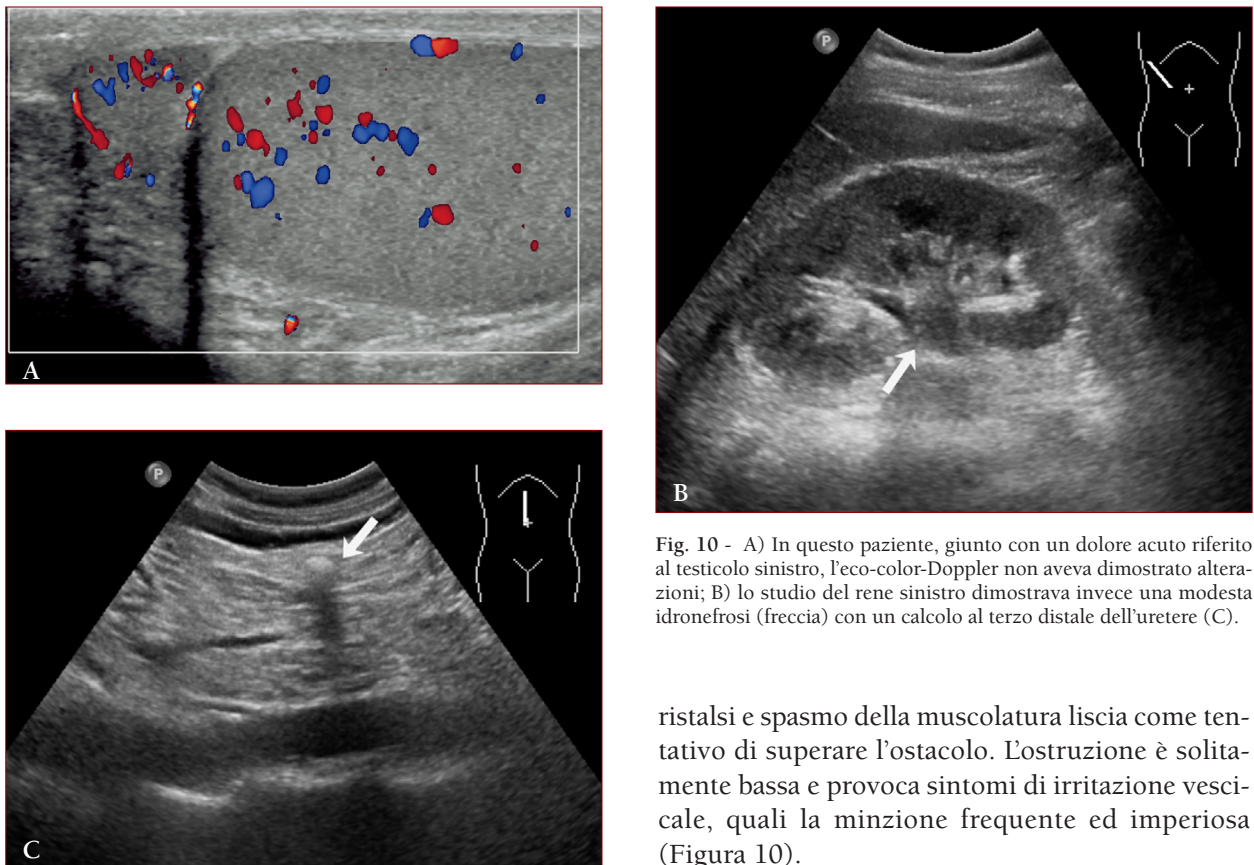 A
P
B
P
C
Fig. 10 - A) In questo paziente, giunto con un dolore acuto riferito
al testicolo sinistro, l'eco-color-Doppler non aveva dimostrato altera-
zioni; B) lo studio del rene sinistro dimostrava invece una modesta
idronefrosi (freccia) con un calcolo al terzo distale dell'uretere (C).
ristalsi e spasmo della muscolatura liscia come ten-
tativo di superare l'ostacolo. L'ostruzione è solita-
mente bassa e provoca sintomi di irritazione vesci-
cale, quali la minzione frequente ed imperiosa
(Figura 10).